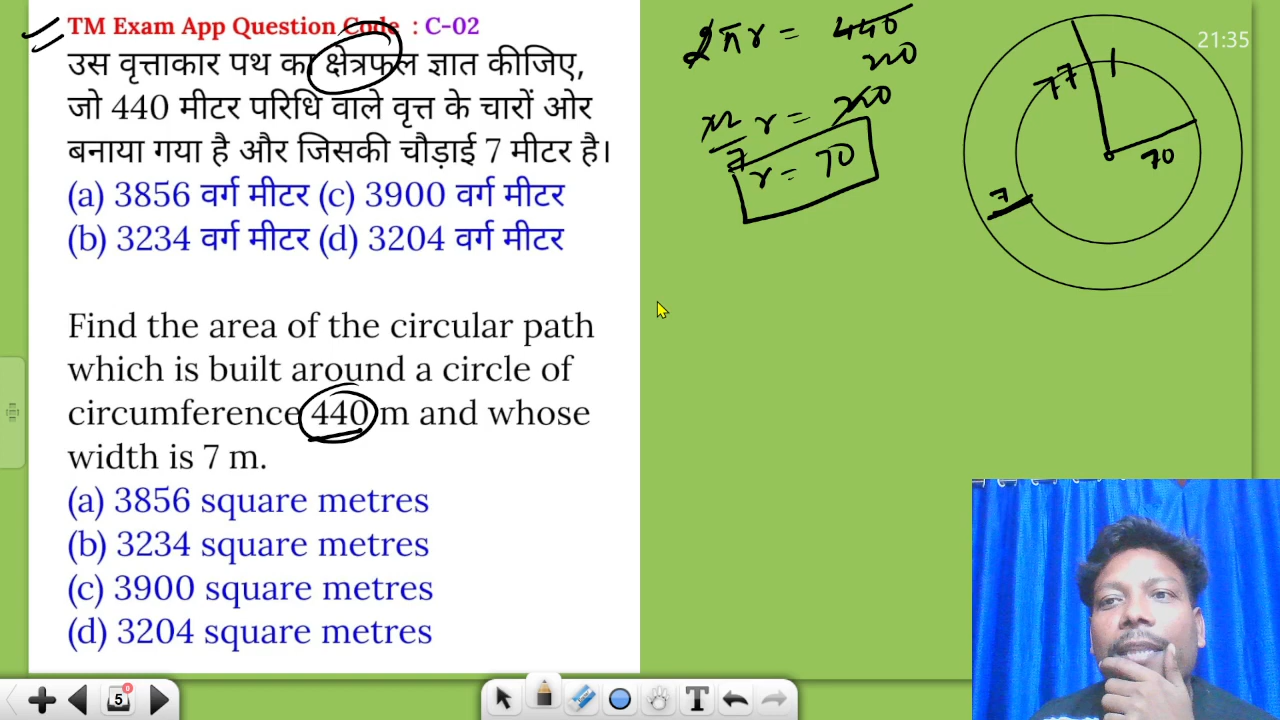 TM Exam App Question Code : C-02
उस वृत्ताकार पथ का क्षेत्रफल ज्ञात कीजिए,
जो 440 मीटर परिधि वाले वृत्त के चारों ओर
बनाया गया है और जिसकी चौड़ाई 7 मीटर है।
(a) 3856 वर्ग मीटर (c) 3900 वर्ग मीटर
(b) 3234 वर्ग मीटर (d) 3204 वर्ग मीटर
Find the area of the circular path
which is built around a circle of
circumference 440 m and whose
width is 7 m.
(a) 3856 square metres
(b) 3234 square metres
(c) 3900 square metres
(d) 3204 square metres
2πr = 440
220
22/7 r = 220
r = 70
21:35
77
70
7
5
0
T